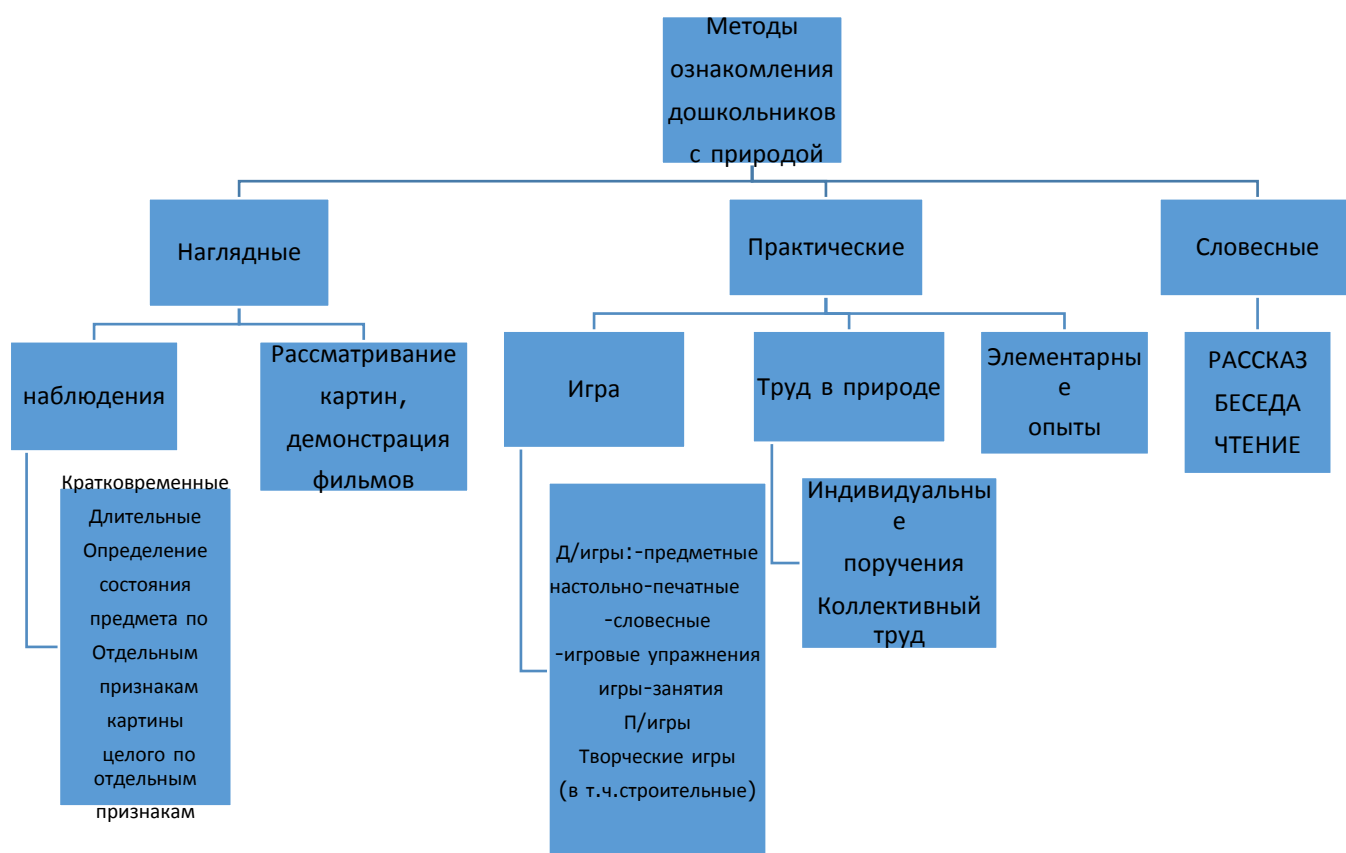 Методы
ознакомления
дошкольников
с природой
Наглядные
Практические
Словесные
наблюдения
Рассматривание
картин,
демонстрация
фильмов
Игра
Труд в природе
Элементарны
е
опыты
РАССКАЗ
БЕСЕДА
ЧТЕНИЕ
Кратковременные
Длительные
Определение
состояния
предмета по
Отдельным
признакам
картины
целого по
отдельным
признакам
Д/игры:-предметные
настольно-печатные
-словесные
-игровые упражнения
игры-занятия
П/игры
Творческие игры
(в т.ч.строительные)
Индивидуальны
е
поручения
Коллективный
труд